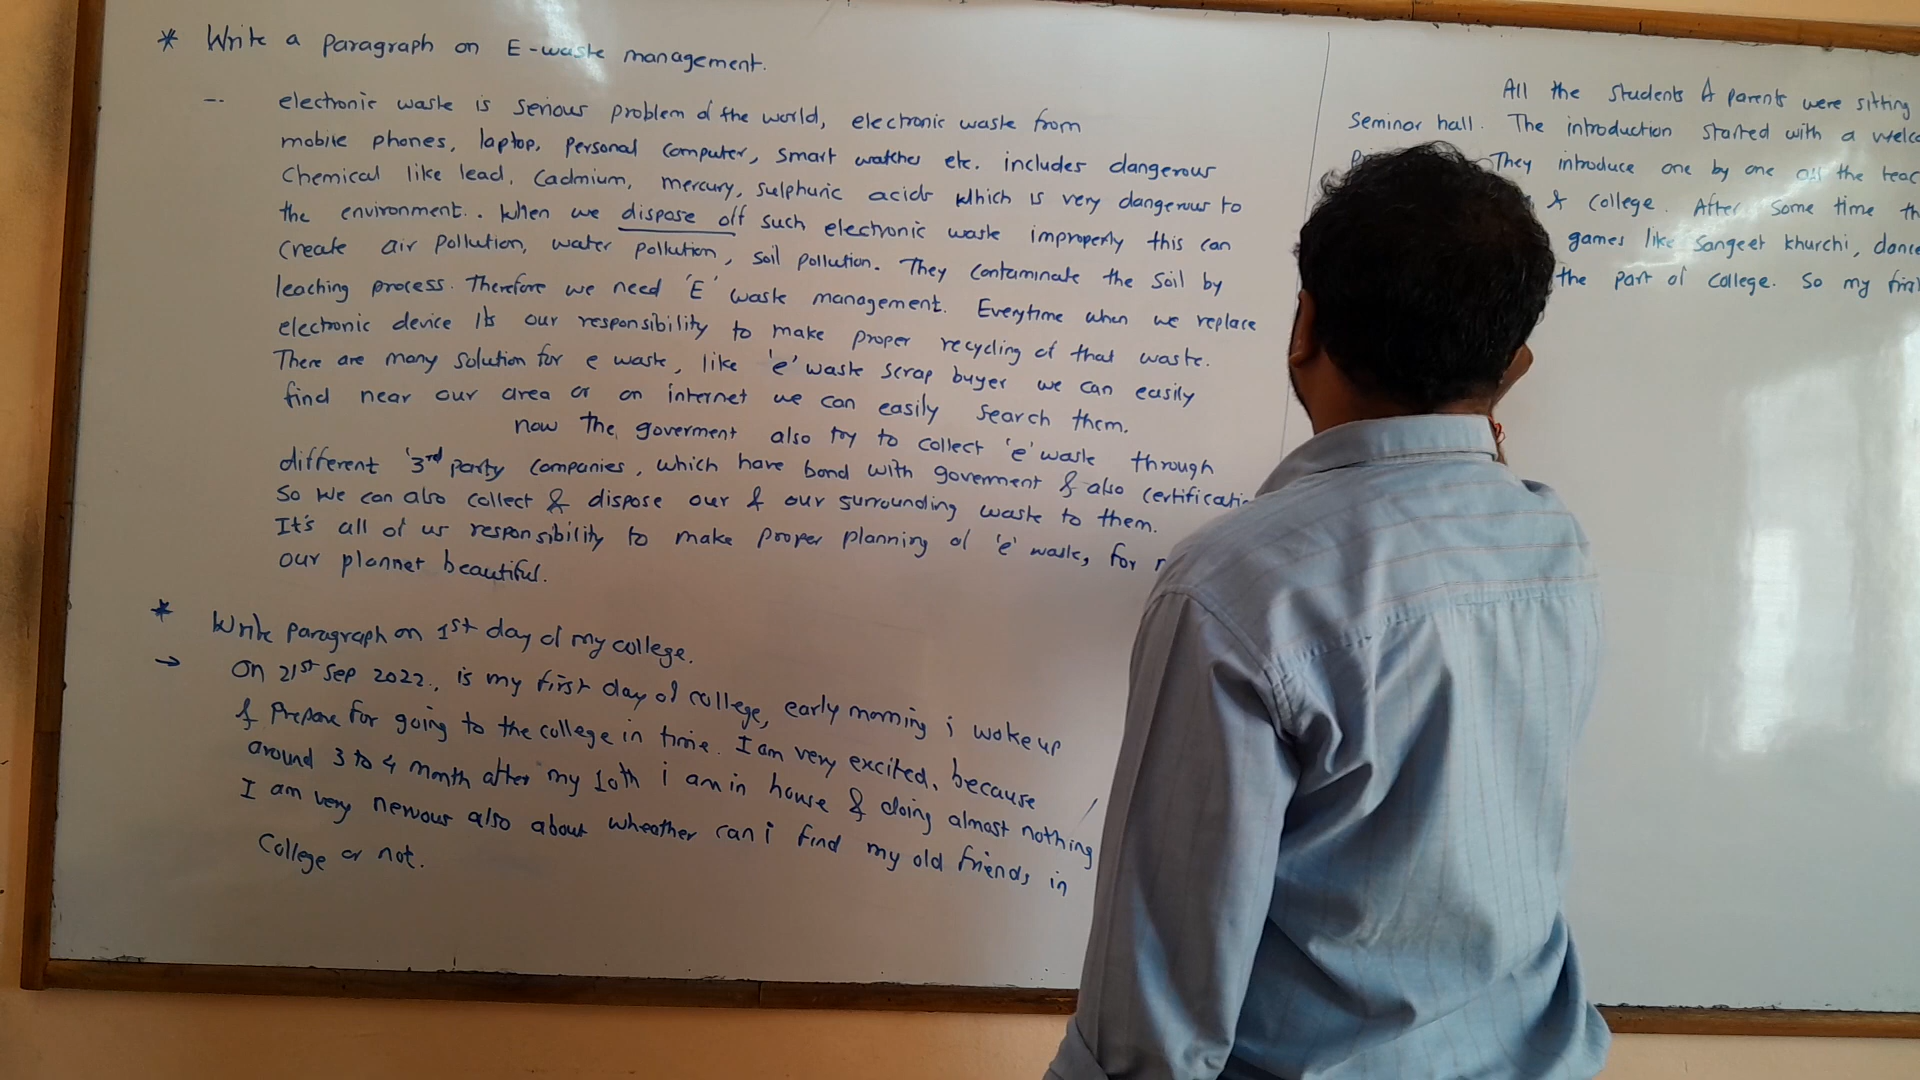 * Write a paragraph on E-waste management.
-. electronic waste is serious problem of the world, electronic waste from
mobile phones, laptop, personal computer, smart watches etc. includes dangerous
Chemical like lead, Cadmium, mercury, sulphuric acids which is very dangerous to
the environment.. When we dispose off such electronic waste improperly this can
Create air pollution, water pollution, soil pollution. They contaminate the soil by
leaching process. Therefore we need 'E' waste management. Everytime when we replace
electronic device Its our responsibility to make proper recycling of that waste.
There are many solution for e waste, like 'e' waste scrap buyer we can easily
find near our area or on internet we can easily search them.
now the goverment also try to collect 'e' waste through
different '3rd party companies, which have bond with goverment & also
So We can also collect & dispose our & our surrounding waste to them.
It's all of us responsibility to make proper planning of 'e' waste, for
our plannet beautiful.
* Write paragraph on 1st day of my college.
→ On 21st Sep 2022., is my first day of college, early morning i wakeup
& Prepare for going to the college in time. I am very excited, because
around 3 to 4 month after my 10th i am in house & doing almost nothing
I am very nervous also about wheather can i find my old friends in
College or not.
All the students & parents were sitting
Seminar hall. The introduction started with a
They introduce one by one all the
& college. After some time
games like Sangeet khurchi,
the part of college. So my